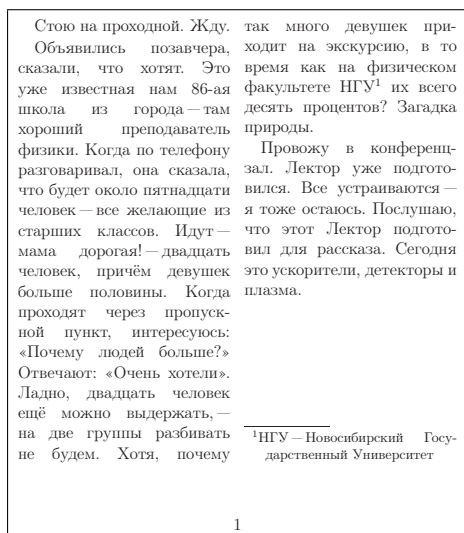 Стою на проходной. Жду.
Объявились позавчера,
сказали, что хотят. Это
уже известная нам 86-ая
школа из города — там
хороший преподаватель
физики. Когда по телефону
разговаривал, она сказала,
что будет около пятнадцати
человек — все желающие из
старших классов. Идут —
мама дорогая! — двадцать
человек, причём девушек
больше половины. Когда
проходят через пропуск-
ной пункт, интересуюсь:
«Почему людей больше?»
Отвечают: «Очень хотели».
Ладно, двадцать человек
ещё можно выдержать, —
на две группы разбивать
не будем. Хотя, почему
так много девушек при-
ходит на экскурсию, в то
время как на физическом
факультете НГУ¹ их всего
десять процентов? Загадка
природы.
Провожу в конференц-
зал. Лектор уже подгото-
вился. Все устраиваются —
я тоже остаюсь. Послушаю,
что этот Лектор подгото-
вил для рассказа. Сегодня
это ускорители, детекторы и
плазма.
¹НГУ — Новосибирский Госу-
дарственный Университет
1